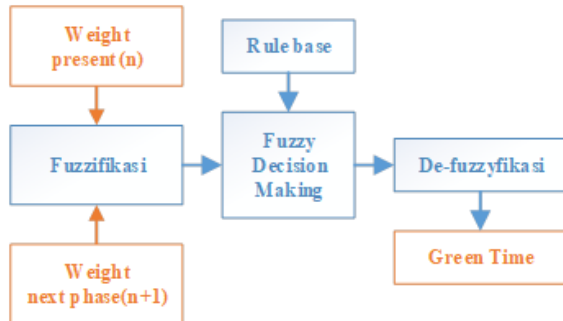 Weight
present(n)
Rule base
Fuzzifikasi
Fuzzy
Decision
Making
De-fuzzyfikasi
Weight
next phase(n+1)
Green Time